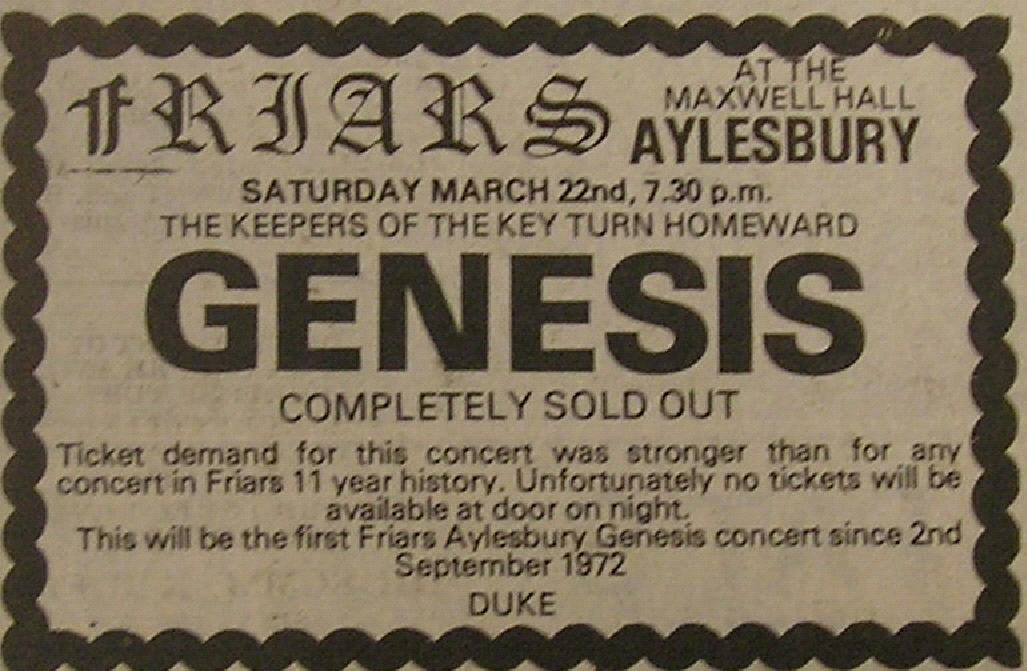 FRIARS
AT THE
MAXWELL HALL
AYLESBURY
SATURDAY MARCH 22nd, 7.30 p.m.
THE KEEPERS OF THE KEY TURN HOMEWARD
GENESIS
COMPLETELY SOLD OUT
Ticket demand for this concert was stronger than for any
concert in Friars 11 year history. Unfortunately no tickets will be
available at door on night.
This will be the first Friars Aylesbury Genesis concert since 2nd
September 1972
DUKE